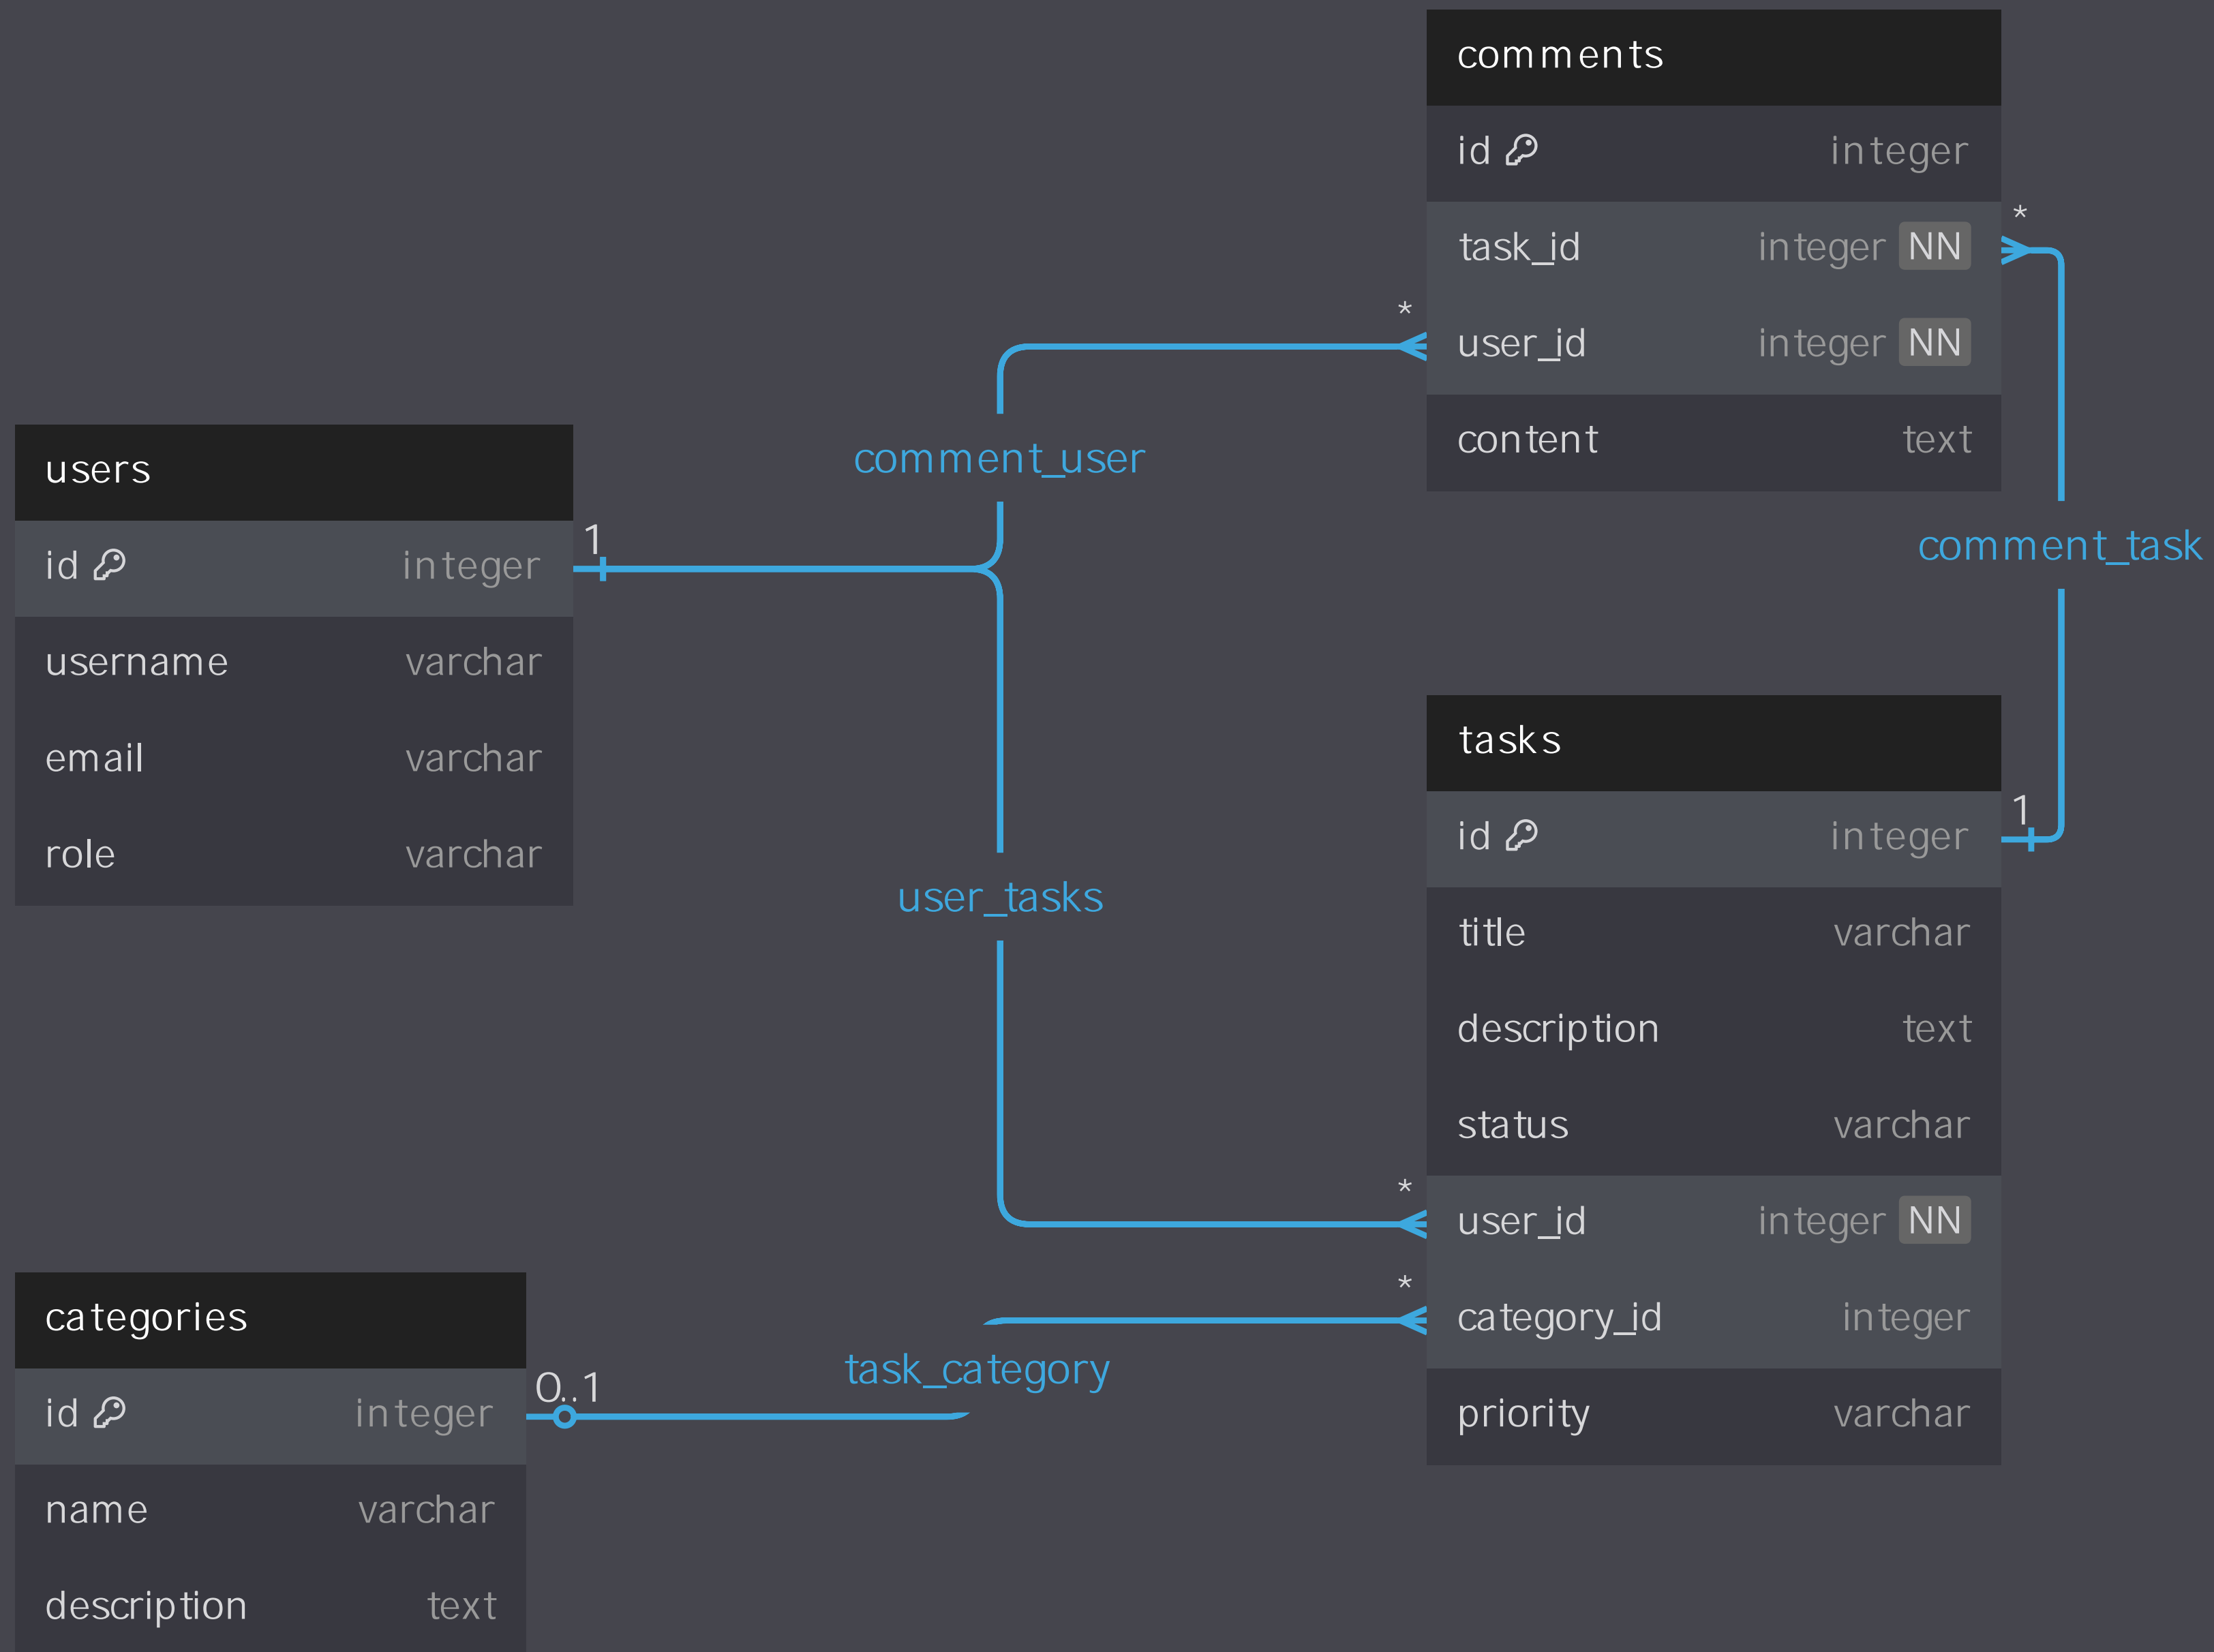 comments
id integer
task_id integer NN
user_id integer NN
content text
*
*
comment_user
comment_task
users
id integer
username varchar
email varchar
role varchar
1
user_tasks
tasks
id integer
title varchar
description text
status varchar
user_id integer NN
category_id integer
priority varchar
1
*
*
task_category
categories
id integer
name varchar
description text
0..1